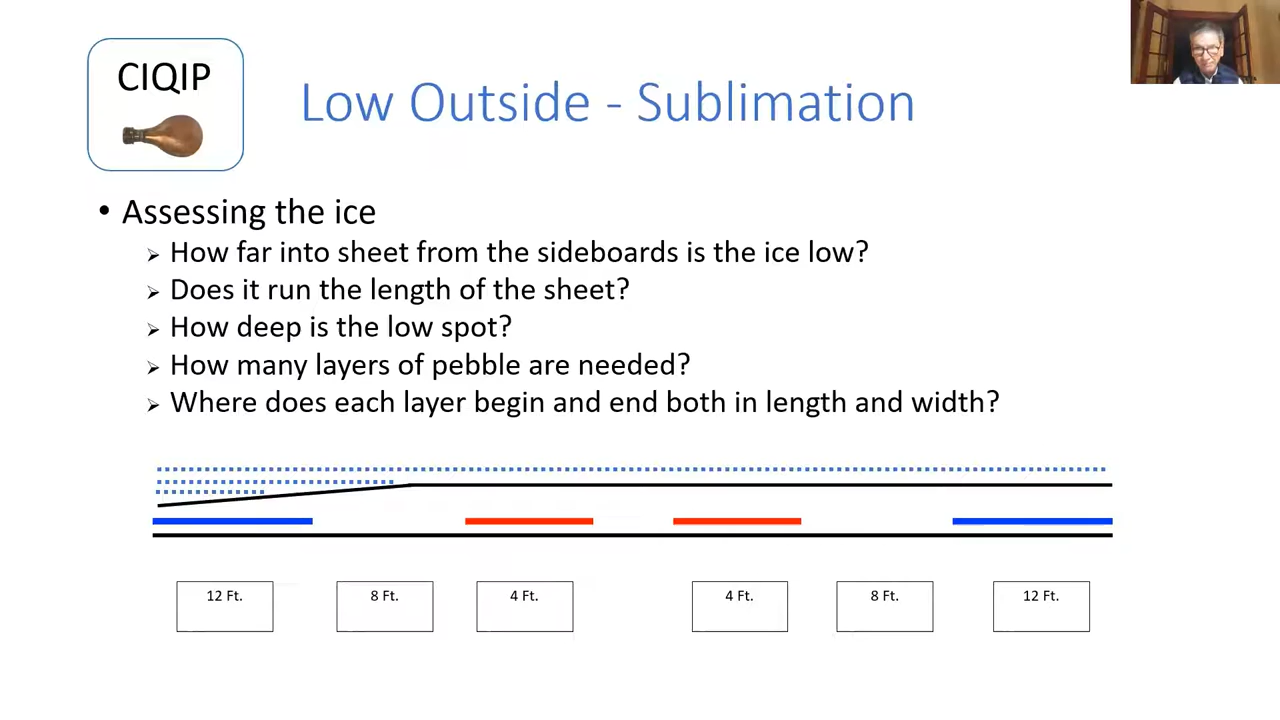 CIQIP
Low Outside - Sublimation
• Assessing the ice
➢ How far into sheet from the sideboards is the ice low?
➢ Does it run the length of the sheet?
➢ How deep is the low spot?
➢ How many layers of pebble are needed?
➢ Where does each layer begin and end both in length and width?
12 Ft. 8 Ft. 4 Ft. 4 Ft. 8 Ft. 12 Ft.